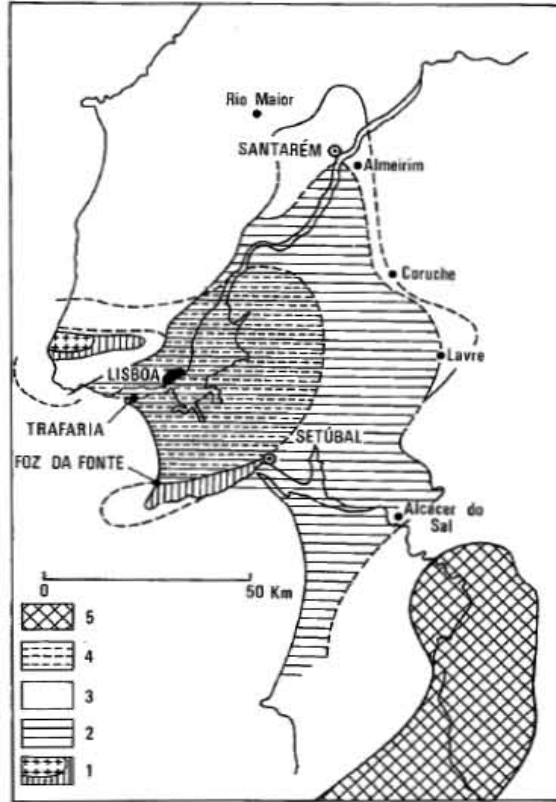 Rio Maior
SANTARÉM
Almeirim
Coruche
Lavre
LISBOA
TRAFARIA
SETÚBAL
FOZ DA FONTE
Alcácer do
Sal
0
50 Km
5
4
3
2
1